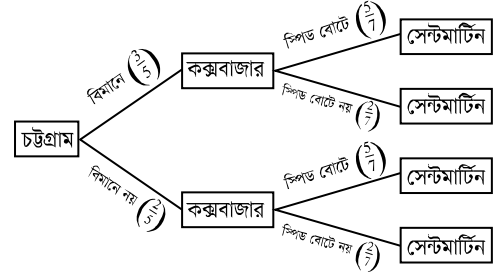 স্পিড বোটে (5/7)
সেন্টমার্টিন
বিমানে (3/5)
কক্সবাজার
স্পিড বোটে নয় (2/7)
সেন্টমার্টিন
চট্টগ্রাম
স্পিড বোটে (5/7)
সেন্টমার্টিন
বিমানে নয় (2/5)
কক্সবাজার
স্পিড বোটে নয় (2/7)
সেন্টমার্টিন